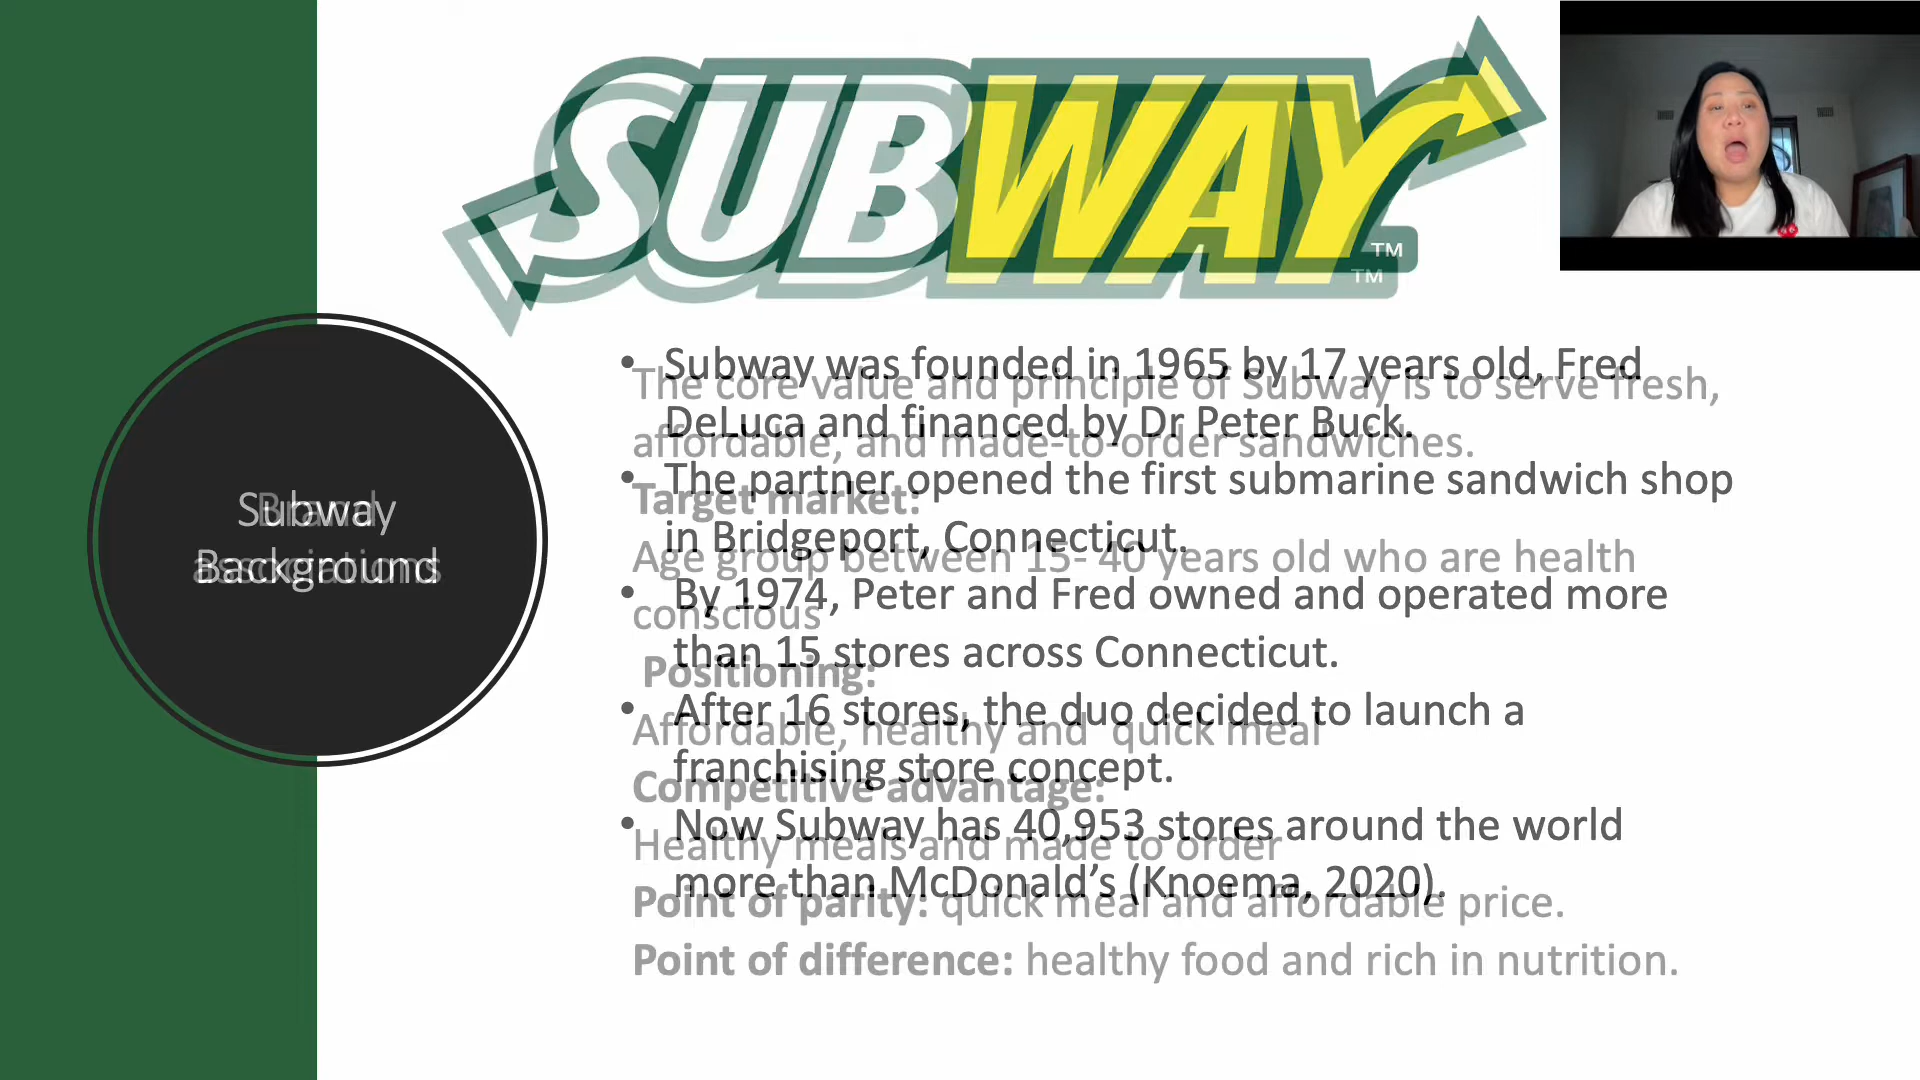 SUBWAY
TM
TM
Subway
Background
• Subway was founded in 1965 by 17 years old, Fred
DeLuca and financed by Dr Peter Buck.
• The partner opened the first submarine sandwich shop
in Bridgeport, Connecticut.
• By 1974, Peter and Fred owned and operated more
than 15 stores across Connecticut.
• After 16 stores, the duo decided to launch a
franchising store concept.
• Now Subway has 40,953 stores around the world
more than McDonald’s (Knoema, 2020).
Brand
associations
The core value and principle of Subway is to serve fresh,
affordable, and made-to-order sandwiches.
Target market:
Age group between 15- 40 years old who are health
conscious
Positioning:
Affordable, healthy and quick meal
Competitive advantage:
Healthy meals and made to order
Point of parity: quick meal and affordable price.
Point of difference: healthy food and rich in nutrition.